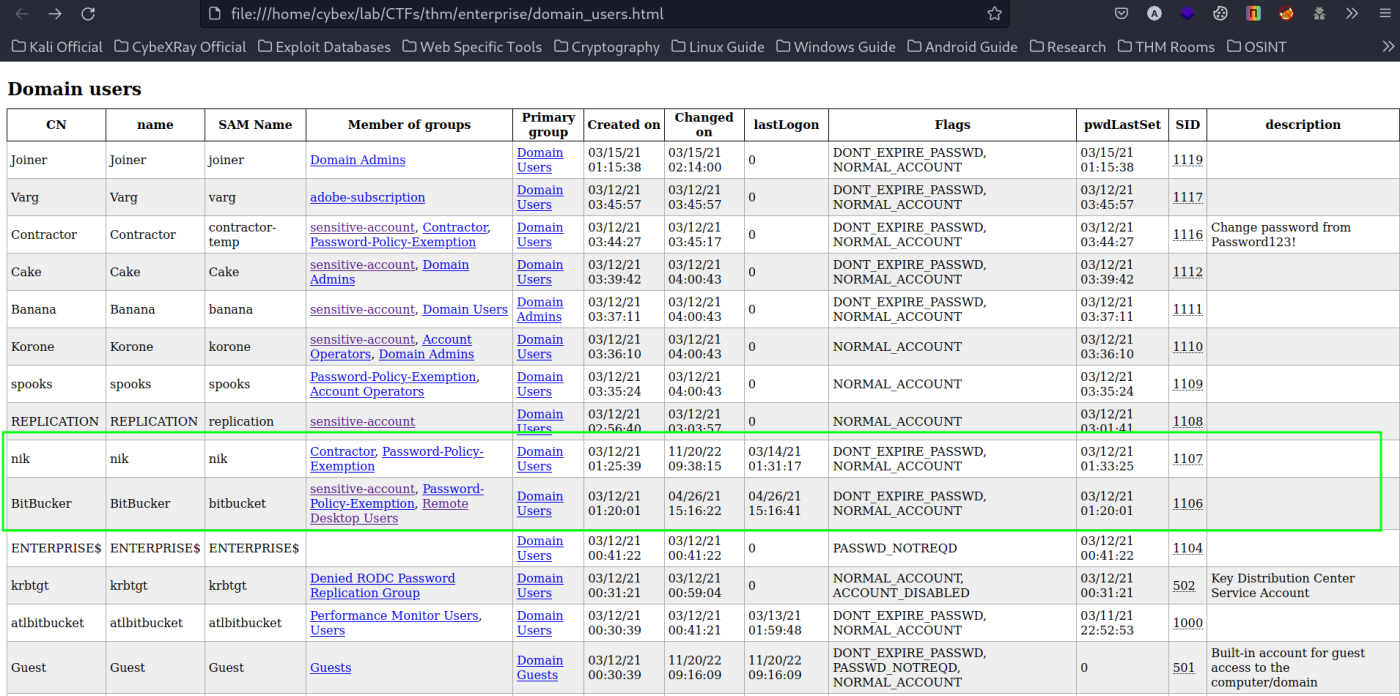 file:///home/cybex/lab/CTFs/thm/enterprise/domain_users.html
Kali Official CybeXRay Official Exploit Databases Web Specific Tools Cryptography Linux Guide Windows Guide Android Guide Research THM Rooms OSINT
Domain users
CN name SAM Name Member of groups Primary group Created on Changed on lastLogon Flags pwdLastSet SID description
Joiner Joiner joiner Domain Admins Domain Users 03/15/21 01:15:38 03/15/21 02:14:00 0 DONT_EXPIRE_PASSWD, NORMAL_ACCOUNT 03/15/21 01:15:38 1119
Varg Varg varg adobe-subscription Domain Users 03/12/21 03:45:57 03/12/21 03:45:57 0 DONT_EXPIRE_PASSWD, NORMAL_ACCOUNT 03/12/21 03:45:57 1117
Contractor Contractor contractor-temp sensitive-account, Contractor, Password-Policy-Exemption Domain Users 03/12/21 03:44:27 03/12/21 03:45:17 0 DONT_EXPIRE_PASSWD, NORMAL_ACCOUNT 03/12/21 03:44:27 1116 Change password from Password123!
Cake Cake Cake sensitive-account, Domain Admins Domain Users 03/12/21 03:39:42 03/12/21 04:00:43 0 DONT_EXPIRE_PASSWD, NORMAL_ACCOUNT 03/12/21 03:39:42 1112
Banana Banana banana sensitive-account, Domain Users Domain Admins 03/12/21 03:37:11 03/12/21 04:00:43 0 DONT_EXPIRE_PASSWD, NORMAL_ACCOUNT 03/12/21 03:37:11 1111
Korone Korone korone sensitive-account, Account Operators, Domain Admins Domain Users 03/12/21 03:36:10 03/12/21 04:00:43 0 NORMAL_ACCOUNT 03/12/21 03:36:10 1110
spooks spooks spooks Password-Policy-Exemption, Account Operators Domain Users 03/12/21 03:35:24 03/12/21 04:00:43 0 NORMAL_ACCOUNT 03/12/21 03:35:24 1109
REPLICATION REPLICATION replication sensitive-account Domain Users 03/12/21 02:56:40 03/12/21 03:03:57 0 NORMAL_ACCOUNT 03/12/21 03:01:41 1108
nik nik nik Contractor, Password-Policy-Exemption Domain Users 03/12/21 01:25:39 11/20/22 09:38:15 03/14/21 01:31:17 DONT_EXPIRE_PASSWD, NORMAL_ACCOUNT 03/12/21 01:33:25 1107
BitBucker BitBucker bitbucket sensitive-account, Password-Policy-Exemption, Remote Desktop Users Domain Users 03/12/21 01:20:01 04/26/21 15:16:22 04/26/21 15:16:41 DONT_EXPIRE_PASSWD, NORMAL_ACCOUNT 03/12/21 01:20:01 1106
ENTERPRISE$ ENTERPRISE$ ENTERPRISE$ Domain Users 03/12/21 00:41:22 03/12/21 00:41:22 0 PASSWD_NOTREQD 03/12/21 00:41:22 1104
krbtgt krbtgt krbtgt Denied RODC Password Replication Group Domain Users 03/12/21 00:31:21 03/12/21 00:59:04 0 NORMAL_ACCOUNT, ACCOUNT_DISABLED 03/12/21 00:31:21 502 Key Distribution Center Service Account
atlbitbucket atlbitbucket atlbitbucket Performance Monitor Users, Users Domain Users 03/12/21 00:30:39 03/12/21 00:41:21 03/13/21 01:59:48 DONT_EXPIRE_PASSWD, NORMAL_ACCOUNT 03/11/21 22:52:53 1000
Guest Guest Guest Guests Domain Guests 03/12/21 00:30:39 11/20/22 09:16:09 11/20/22 09:16:09 DONT_EXPIRE_PASSWD, PASSWD_NOTREQD, NORMAL_ACCOUNT 0 501 Built-in account for guest access to the computer/domain